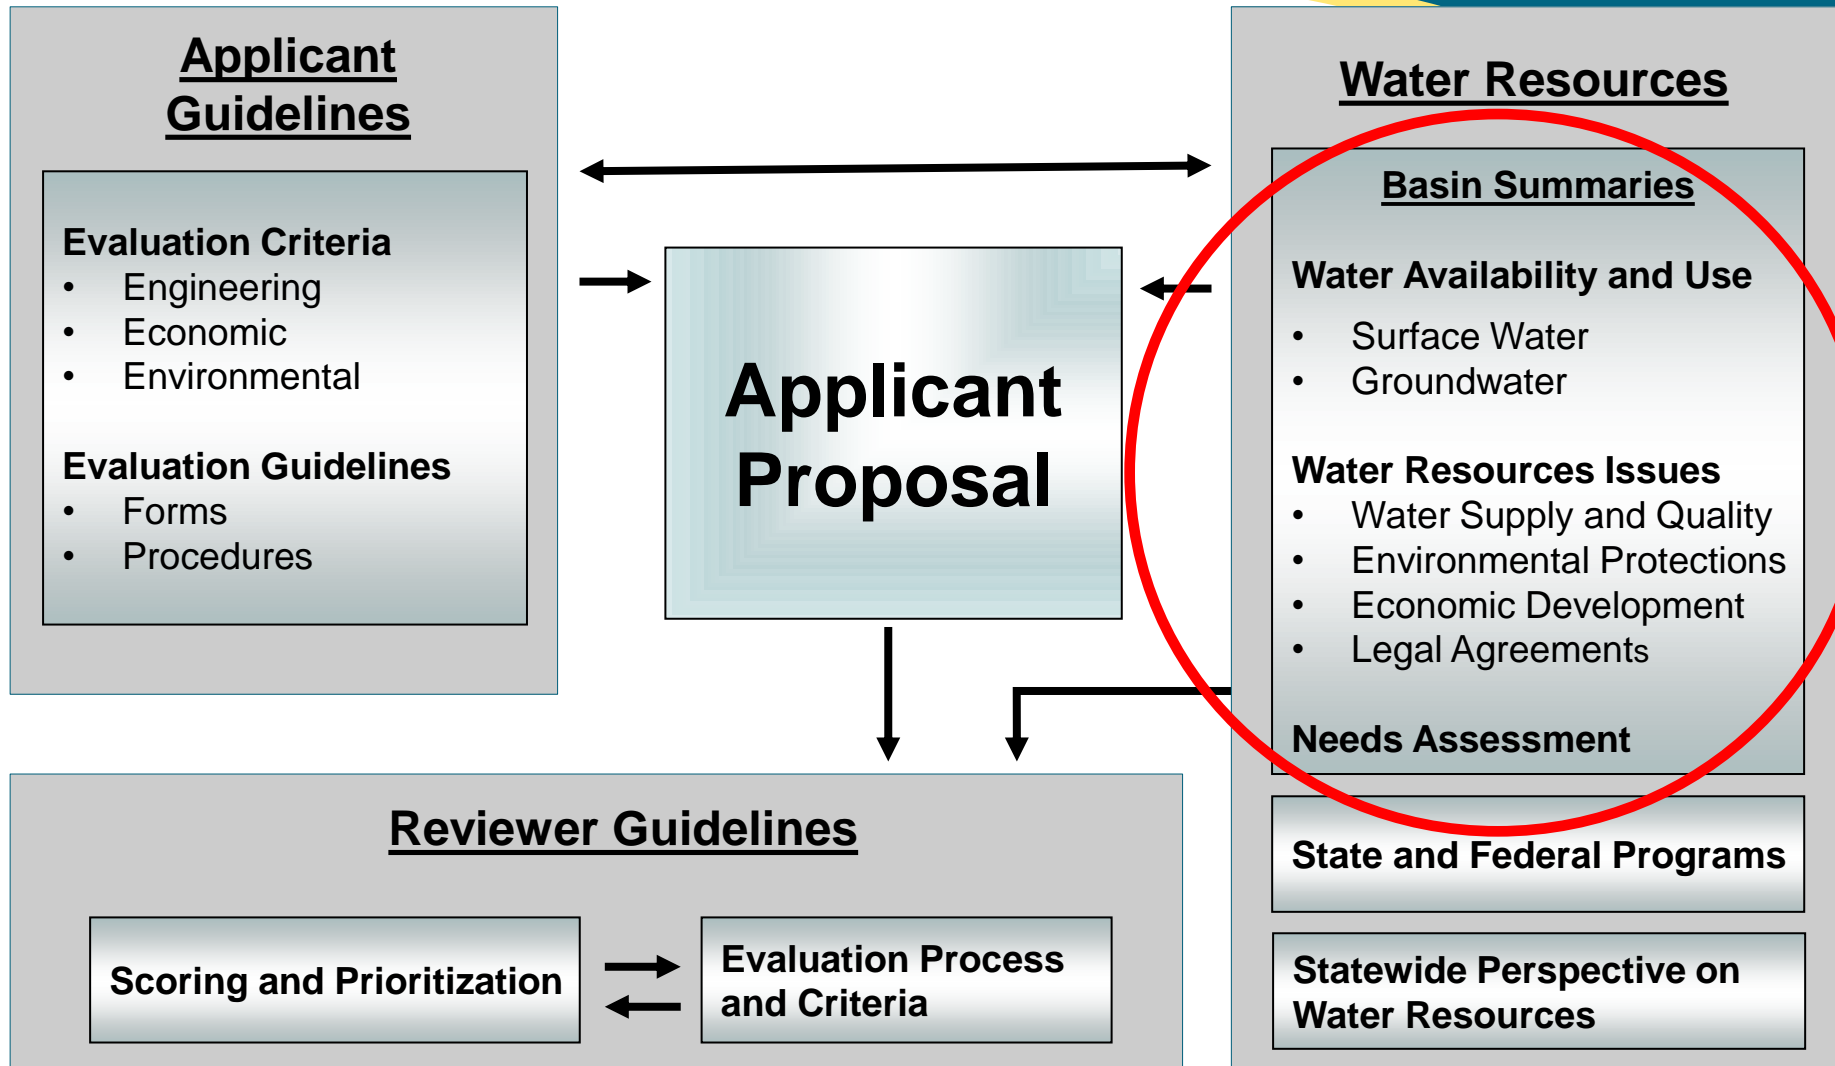 Applicant
Guidelines
Evaluation Criteria
• Engineering
• Economic
• Environmental
Evaluation Guidelines
• Forms
• Procedures
Applicant
Proposal
Water Resources
Basin Summaries
Water Availability and Use
• Surface Water
• Groundwater
Water Resources Issues
• Water Supply and Quality
• Environmental Protections
• Economic Development
• Legal Agreements
Needs Assessment
State and Federal Programs
Statewide Perspective on
Water Resources
Reviewer Guidelines
Scoring and Prioritization
Evaluation Process
and Criteria